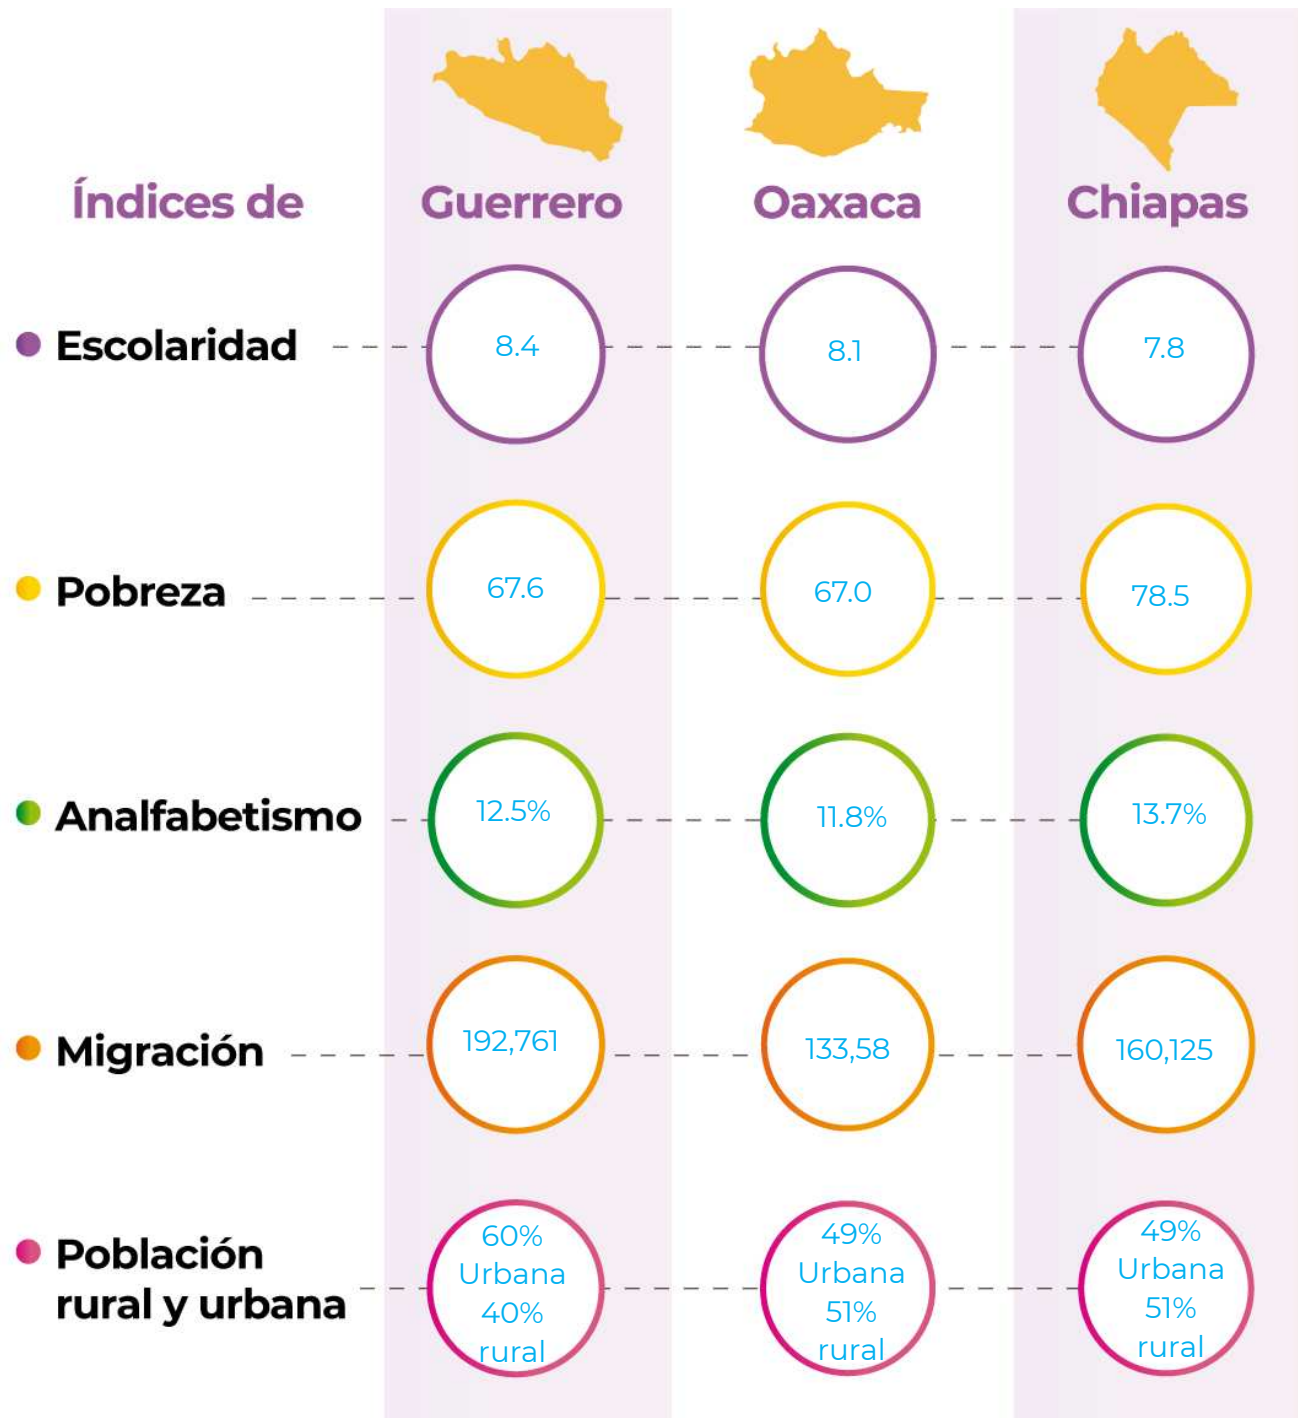 Índices de Guerrero Oaxaca Chiapas
Escolaridad 8.4 8.1 7.8
Pobreza 67.6 67.0 78.5
Analfabetismo 12.5% 11.8% 13.7%
Migración 192,761 133,58 160,125
Población
rural y urbana
60%
Urbana
40%
rural
49%
Urbana
51%
rural
49%
Urbana
51%
rural